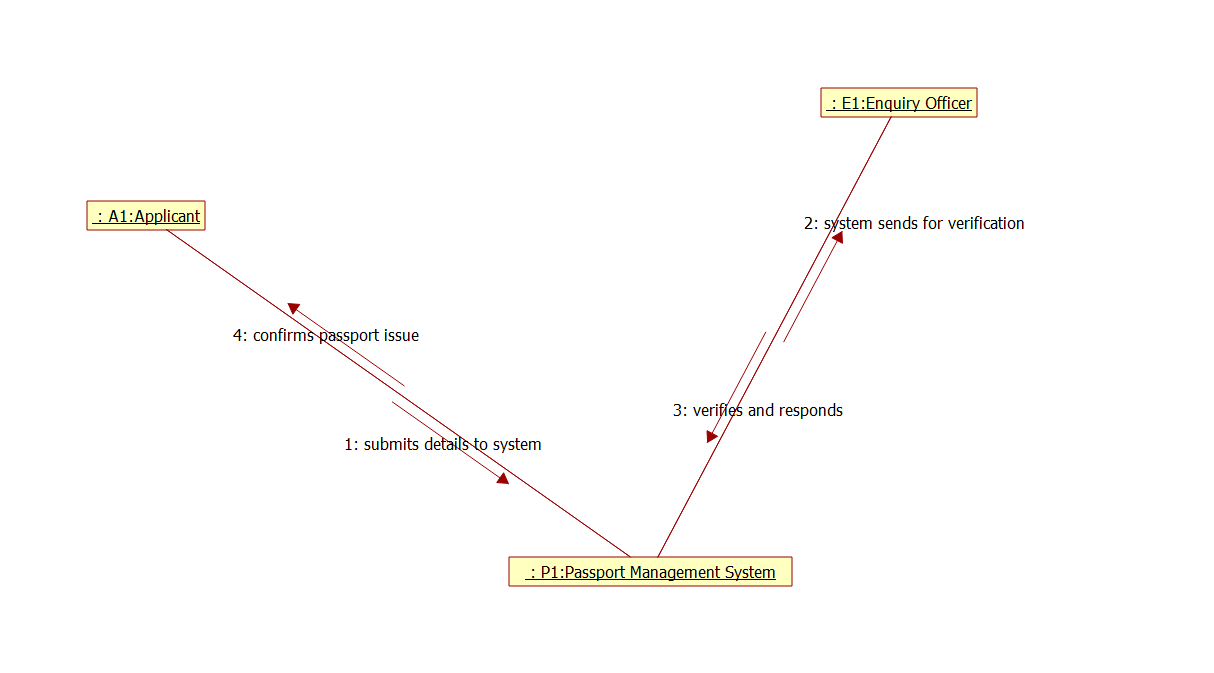 : E1:Enquiry Officer
: A1:Applicant
2: system sends for verification
4: confirms passport issue
3: verifies and responds
1: submits details to system
: P1:Passport Management System